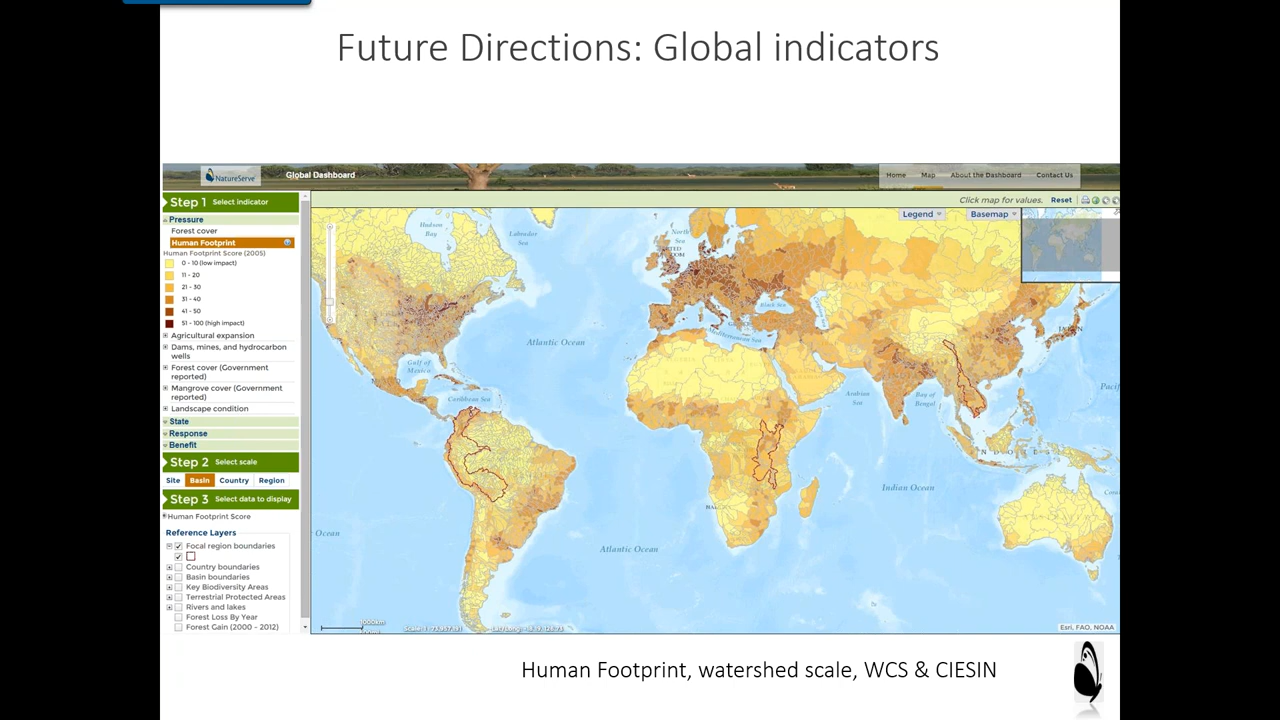 Future Directions: Global indicators
NatureServe
Global Dashboard
Home
Map
About the Dashboard
Contact Us
Click map for values.
Reset
Step 1 Select indicator
Pressure
Forest cover
Human Footprint
Human Footprint Score (2005)
0 - 10 (low impact)
11 - 20
21 - 30
31 - 40
41 - 50
51 - 100 (high impact)
Agricultural expansion
Dams, mines, and hydrocarbon
wells
Forest cover (Government
reported)
Mangrove cover (Government
reported)
Landscape condition
State
Response
Benefit
Step 2 Select scale
Site
Basin
Country
Region
Step 3 Select data to display
Human Footprint Score
Reference Layers
Focal region boundaries
Country boundaries
Basin boundaries
Key Biodiversity Areas
Terrestrial Protected Areas
Rivers and lakes
Forest Loss By Year
Forest Gain (2000 - 2012)
Legend
Basemap
Hudson
Bay
Labrador
Sea
North
Sea
Black Sea
Mediterranean Sea
Atlantic Ocean
Gulf of
Mexico
Caribbean Sea
Arabian
Sea
Bay of
Bengal
JAPAN
Indian Ocean
Atlantic Ocean
Ocean
1000km
Esri, FAO, NOAA
Human Footprint, watershed scale, WCS & CIESIN